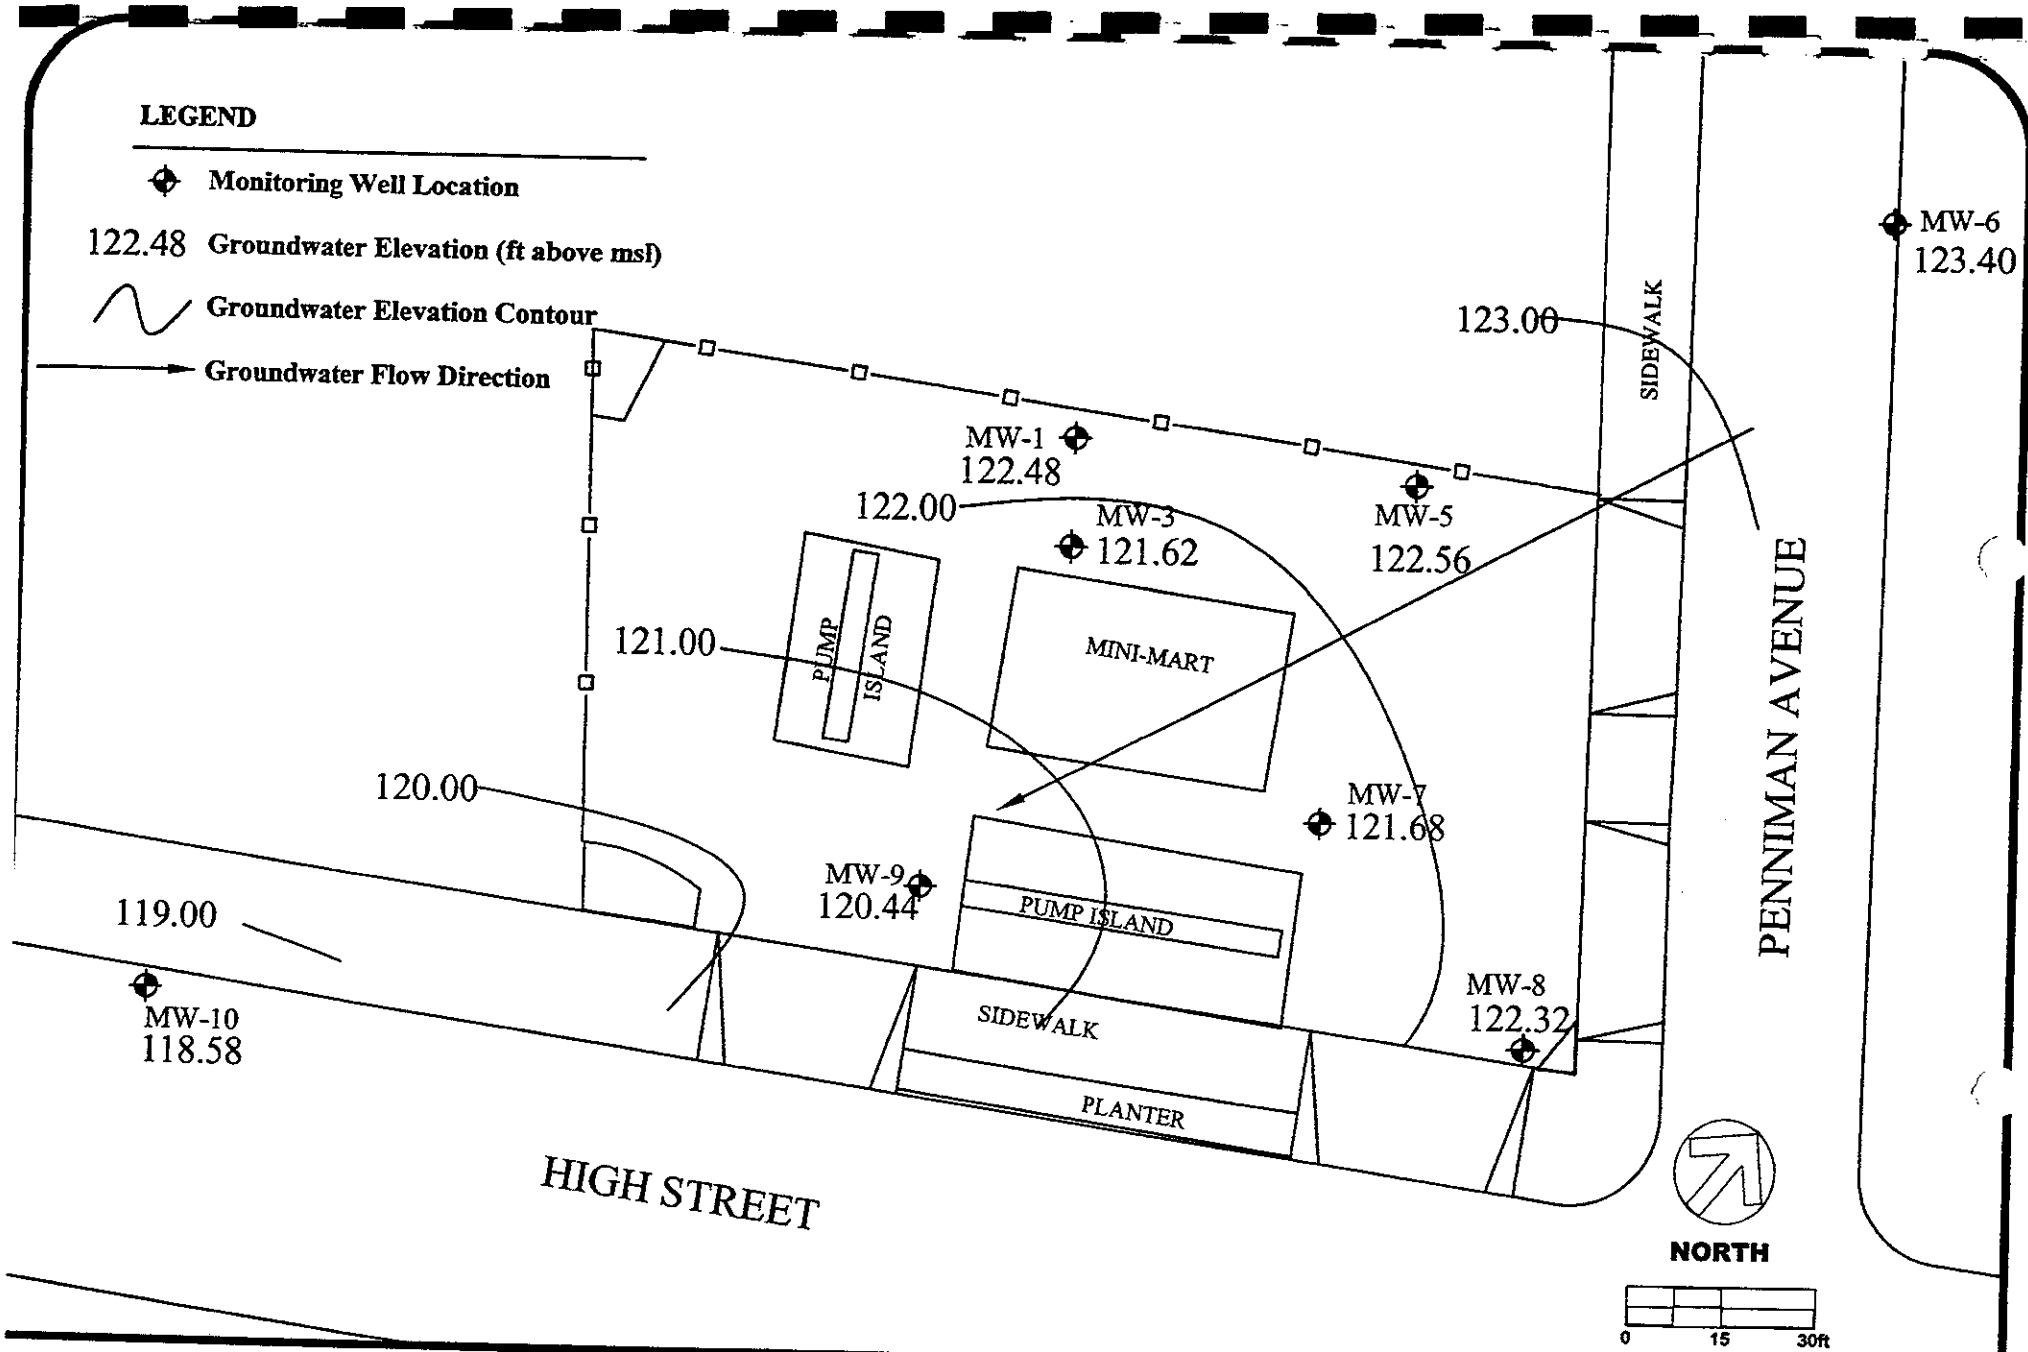 LEGEND
Monitoring Well Location
122.48 Groundwater Elevation (ft above msl)
Groundwater Elevation Contour
Groundwater Flow Direction
MW-6
123.40
123.00
SIDEWALK
MW-1
122.48
122.00
MW-3
121.62
MW-5
122.56
121.00
PUMP
ISLAND
MINI-MART
PENNIMAN AVENUE
120.00
MW-7
121.68
MW-9
120.44
PUMP ISLAND
119.00
MW-10
118.58
MW-8
122.32
SIDEWALK
PLANTER
HIGH STREET
NORTH
0 15 30ft